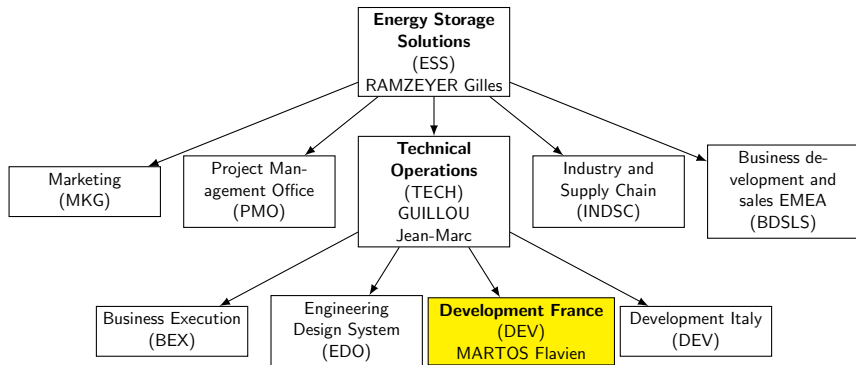 Energy Storage
Solutions
(ESS)
RAMZEYER Gilles
Marketing
(MKG)
Project Man-
agement Office
(PMO)
Technical
Operations
(TECH)
GUILLOU
Jean-Marc
Industry and
Supply Chain
(INDSC)
Business de-
velopment and
sales EMEA
(BDSLS)
Business Execution
(BEX)
Engineering
Design System
(EDO)
Development France
(DEV)
MARTOS Flavien
Development Italy
(DEV)